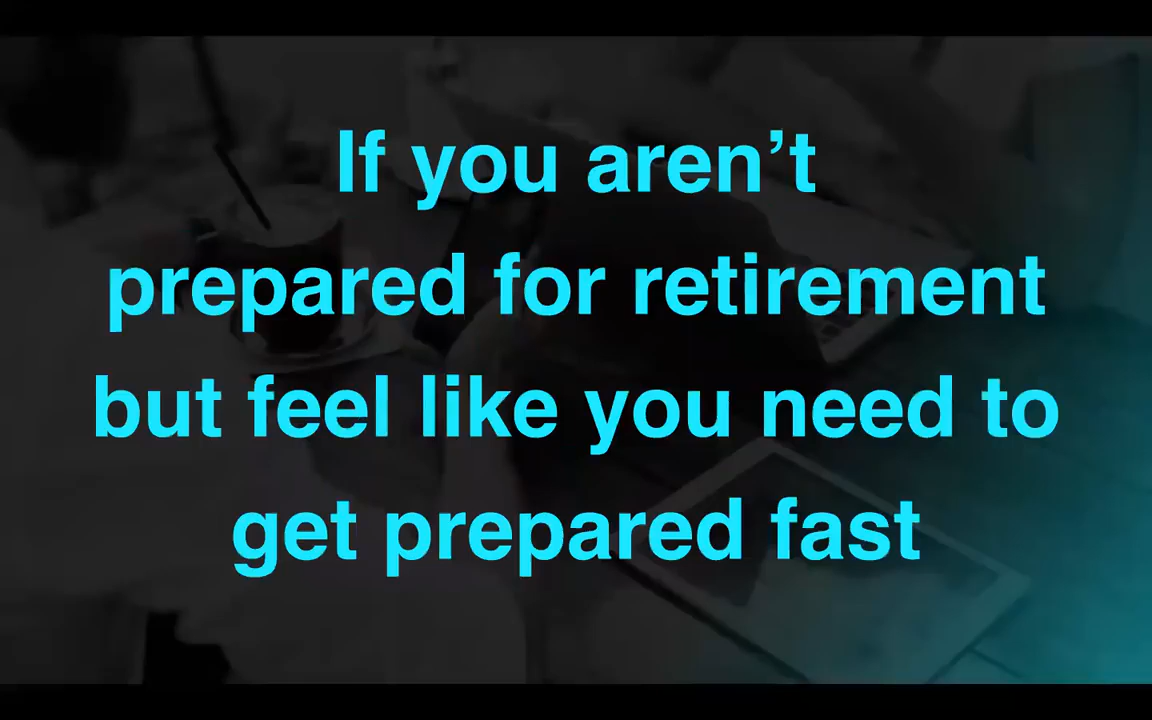 If you aren’t
prepared for retirement
but feel like you need to
get prepared fast